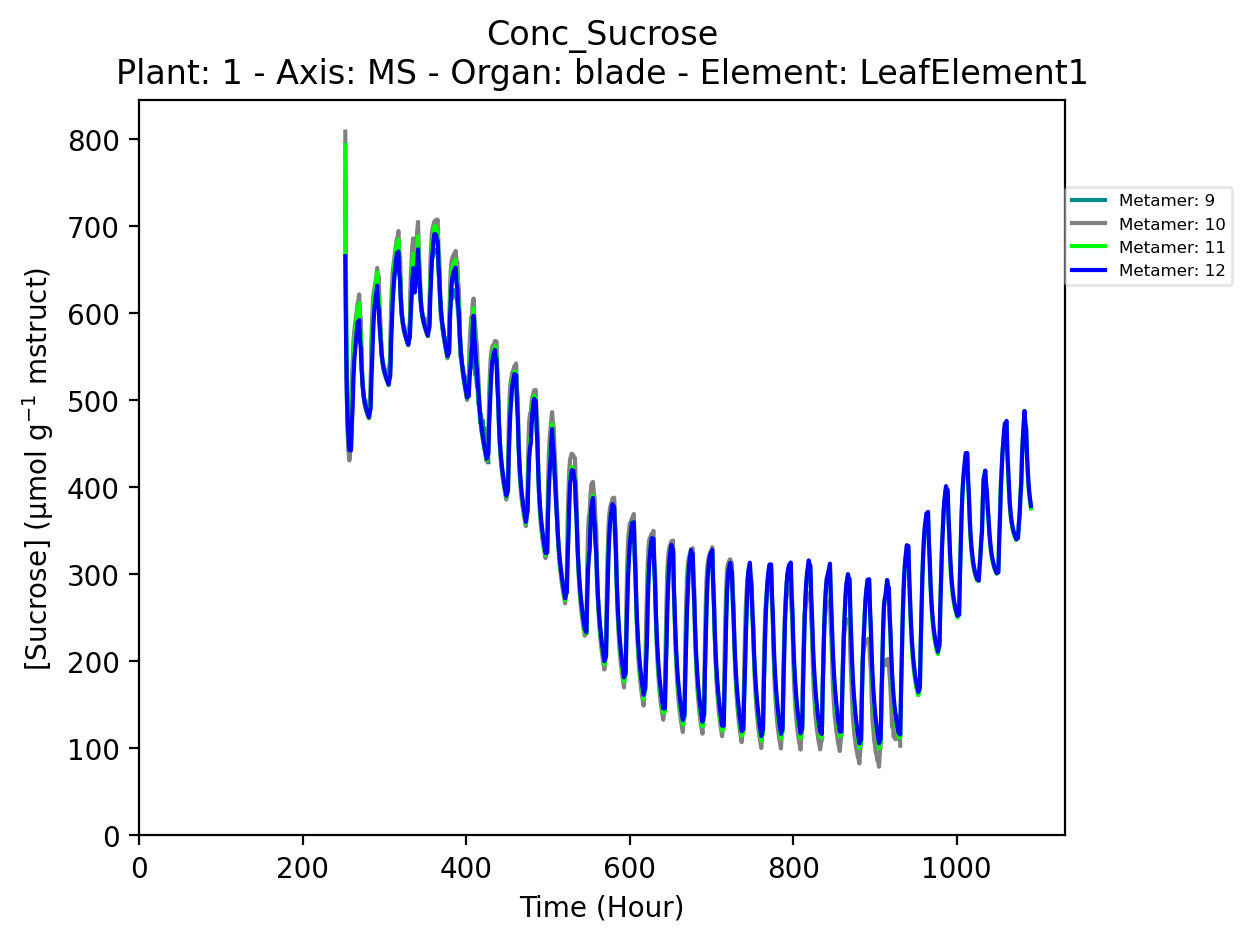 Conc_Sucrose
Plant: 1 - Axis: MS - Organ: blade - Element: LeafElement1
800
700
600
500
400
300
200
100
0
[Sucrose] (µmol g⁻¹ mstruct)
0 200 400 600 800 1000
Time (Hour)
Metamer: 9
Metamer: 10
Metamer: 11
Metamer: 12